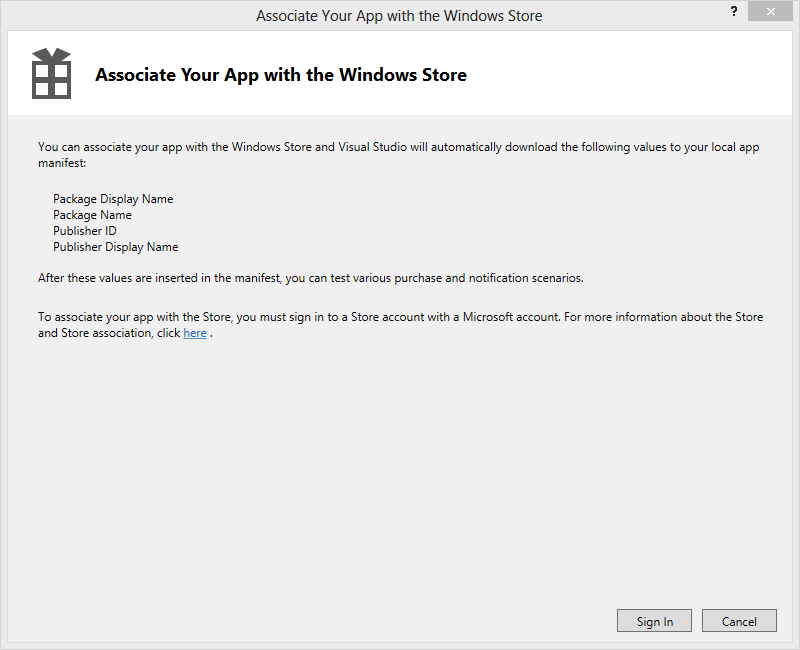 Associate Your App with the Windows Store
?
Associate Your App with the Windows Store
You can associate your app with the Windows Store and Visual Studio will automatically download the following values to your local app
manifest:
Package Display Name
Package Name
Publisher ID
Publisher Display Name
After these values are inserted in the manifest, you can test various purchase and notification scenarios.
To associate your app with the Store, you must sign in to a Store account with a Microsoft account. For more information about the Store
and Store association, click here .
Sign In
Cancel